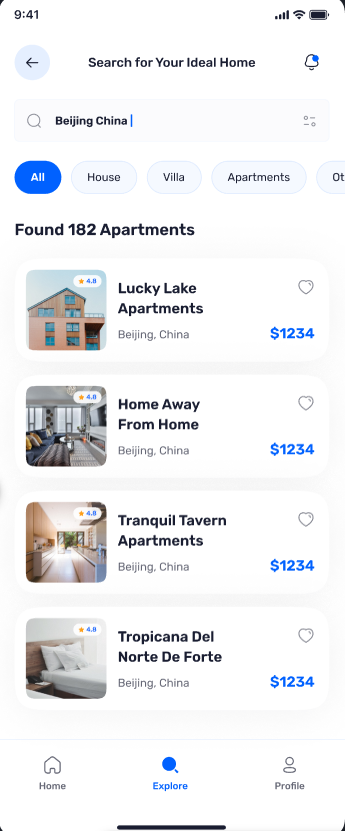 9:41
Search for Your Ideal Home
Beijing China
All
House
Villa
Apartments
Ot
Found 182 Apartments
4.8
Lucky Lake
Apartments
Beijing, China
$1234
4.8
Home Away
From Home
Beijing, China
$1234
4.8
Tranquil Tavern
Apartments
Beijing, China
$1234
4.8
Tropicana Del
Norte De Forte
Beijing, China
$1234
Home
Explore
Profile